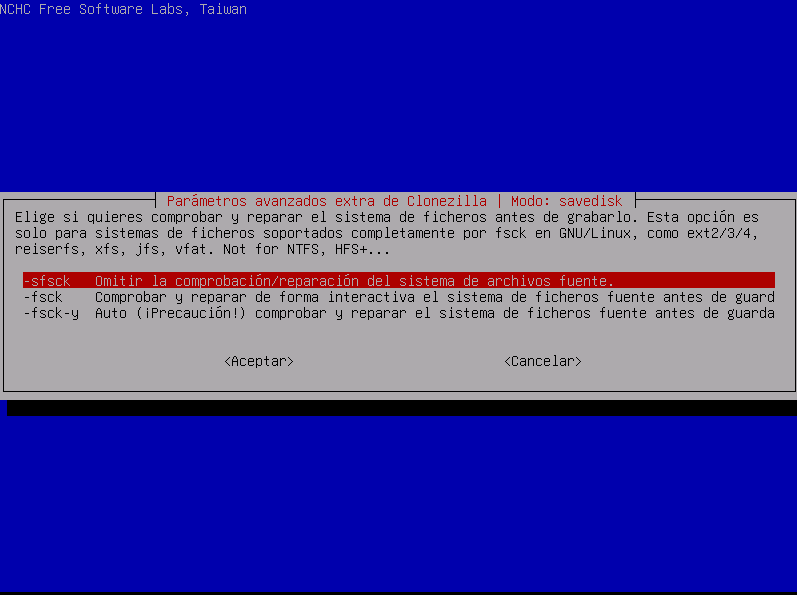 NCHC Free Software Labs, Taiwan
Parámetros avanzados extra de Clonezilla | Modo: savedisk
Elige si quieres comprobar y reparar el sistema de ficheros antes de grabarlo. Esta opción es
solo para sistemas de ficheros soportados completamente por fsck en GNU/Linux, como ext2/3/4,
reiserfs, xfs, jfs, vfat. Not for NTFS, HFS+...
-sfsck Omitir la comprobación/reparación del sistema de archivos fuente.
-fsck Comprobar y reparar de forma interactiva el sistema de ficheros fuente antes de guard
-fsck-y Auto (¡Precaución!) comprobar y reparar el sistema de ficheros fuente antes de guarda
<Aceptar> <Cancelar>